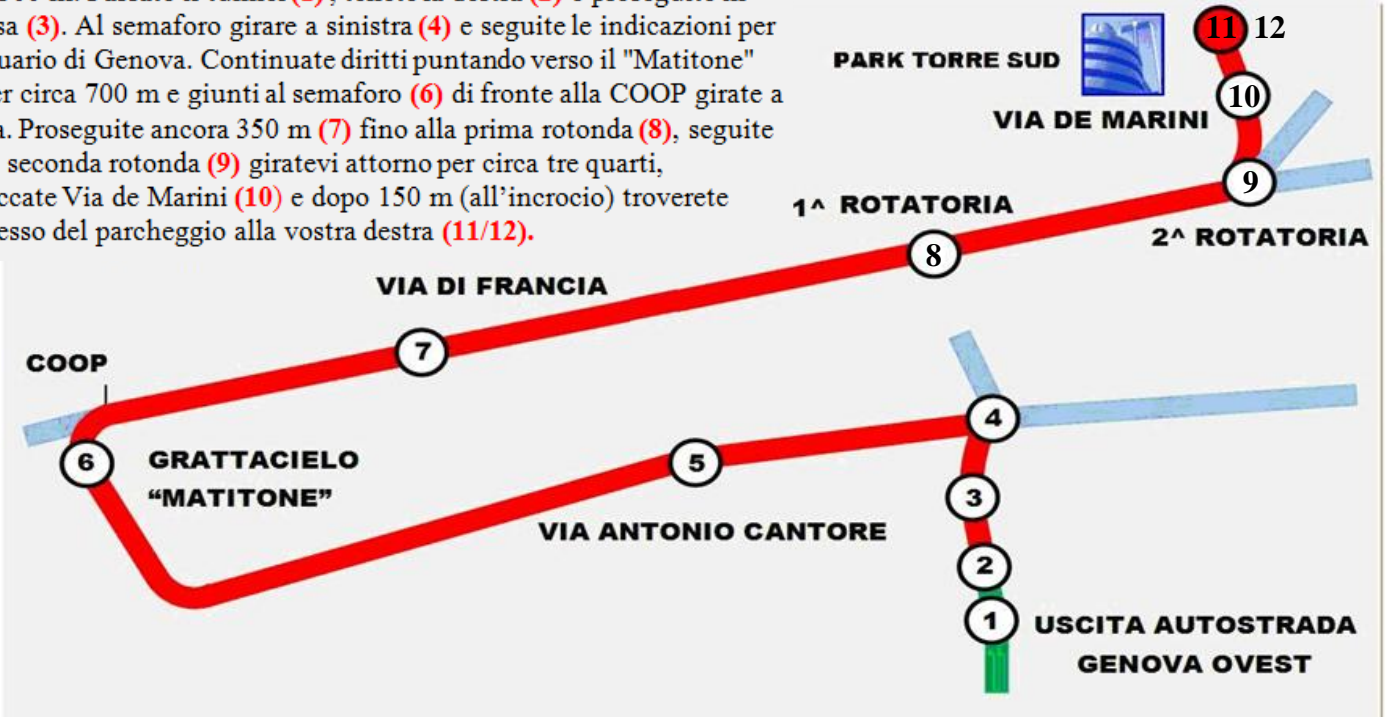 sa (3). Al semaforo girare a sinistra (4) e seguite le indicazioni per
uario di Genova. Continuate diritti puntando verso il "Matitone"
er circa 700 m e giunti al semaforo (6) di fronte alla COOP girate a
a. Proseguite ancora 350 m (7) fino alla prima rotonda (8), seguite
seconda rotonda (9) giratevi attorno per circa tre quarti,
ccate Via de Marini (10) e dopo 150 m (all’incrocio) troverete
esso del parcheggio alla vostra destra (11/12).
11 12
PARK TORRE SUD
10
VIA DE MARINI
9
1^ ROTATORIA
2^ ROTATORIA
8
VIA DI FRANCIA
7
COOP
4
6
GRATTACIELO
“MATITONE”
5
3
VIA ANTONIO CANTORE
2
1
USCITA AUTOSTRADA
GENOVA OVEST